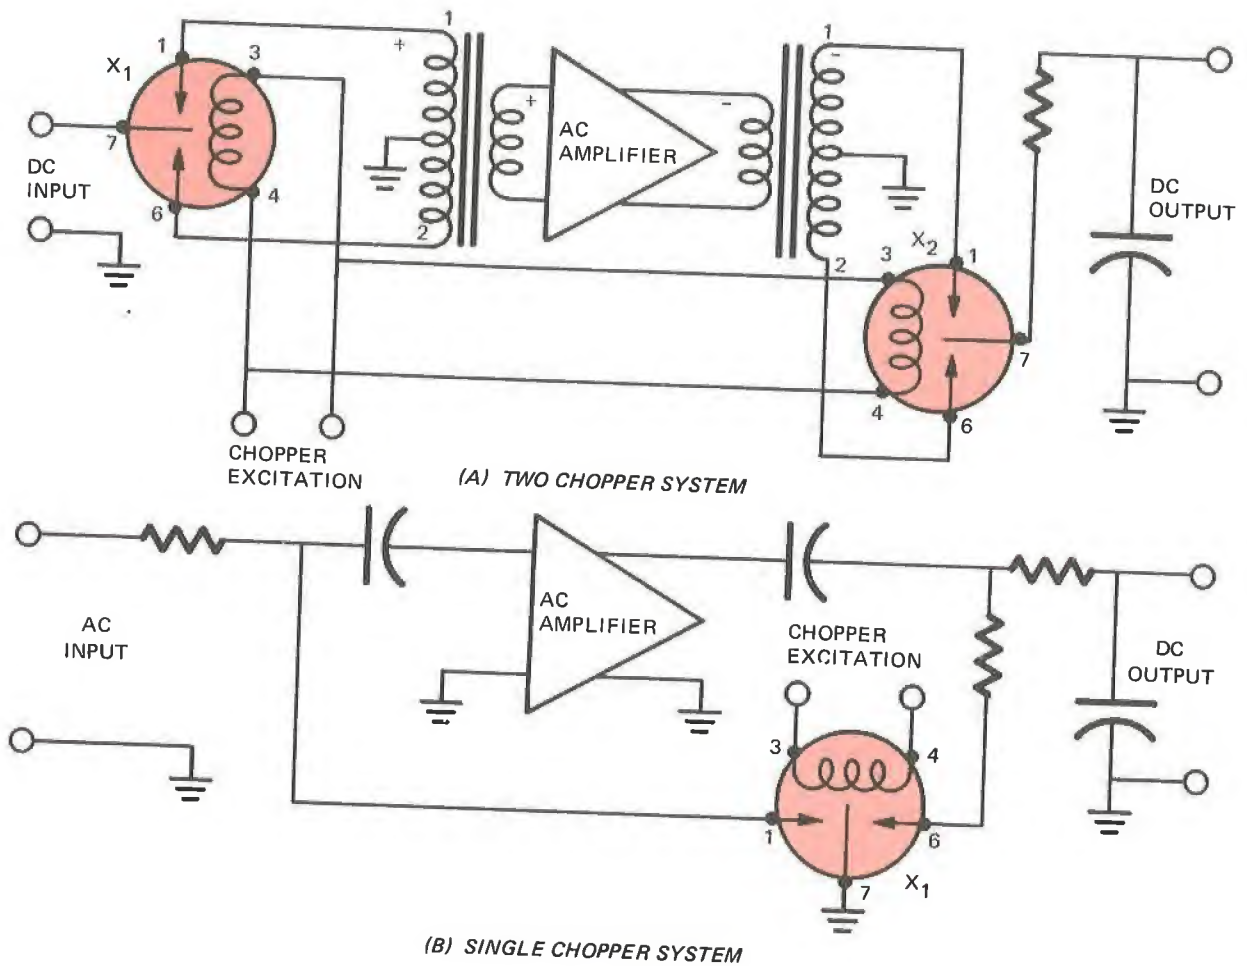 1
1
+
3
X1
7
DC
INPUT
6
4
2
+
AC
AMPLIFIER
-
1
-
2
DC
OUTPUT
X2
3
1
7
4
6
CHOPPER
EXCITATION
(A) TWO CHOPPER SYSTEM
AC
INPUT
AC
AMPLIFIER
CHOPPER
EXCITATION
DC
OUTPUT
3
4
1
6
7
X1
(B) SINGLE CHOPPER SYSTEM